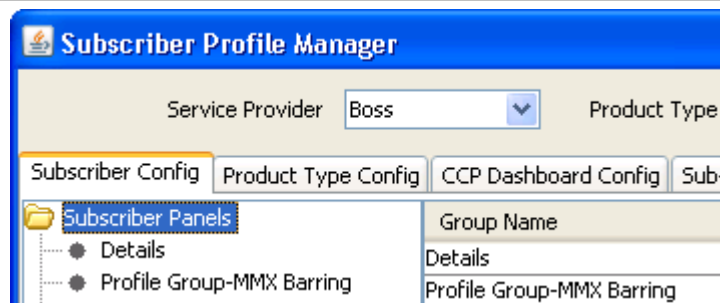 Subscriber Profile Manager
Service Provider Boss Product Type
Subscriber Config Product Type Config CCP Dashboard Config Sub-
Subscriber Panels Group Name
Details Details
Profile Group-MMX Barring Profile Group-MMX Barring